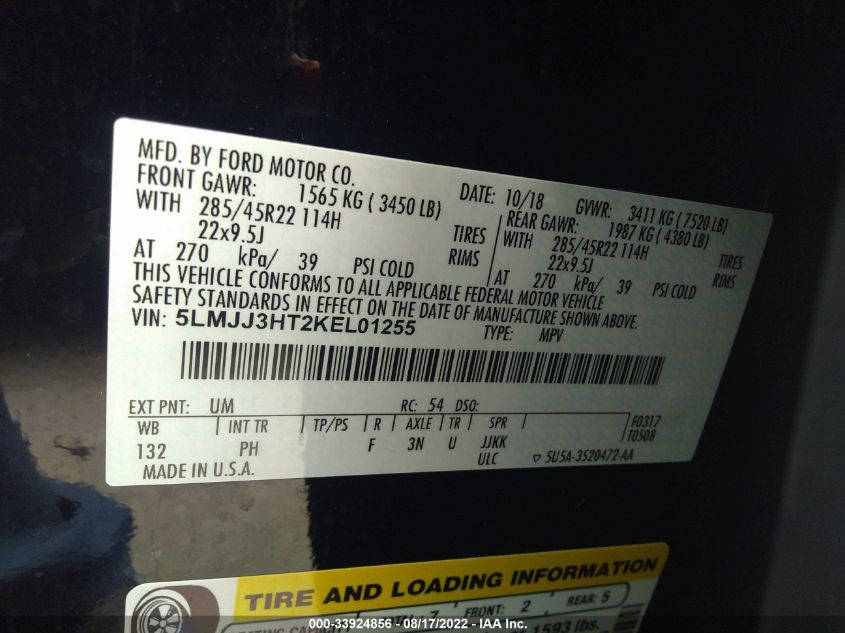 MFD. BY FORD MOTOR CO.
DATE: 10/18 GVWR: 3411 KG ( 7520 LB)
FRONT GAWR: 1565 KG ( 3450 LB)
REAR GAWR: 1987 KG ( 4380 LB)
WITH 285/45R22 114H TIRES
WITH 285/45R22 114H TIRES
22x9.5J RIMS
22x9.5J RIMS
AT 270 kPa/ 39 PSI COLD
AT 270 kPa/ 39 PSI COLD
THIS VEHICLE CONFORMS TO ALL APPLICABLE FEDERAL MOTOR VEHICLE
SAFETY STANDARDS IN EFFECT ON THE DATE OF MANUFACTURE SHOWN ABOVE.
VIN: 5LMJJ3HT2KEL01255 TYPE: MPV
EXT PNT: UM RC: 54 DSO:
WB INT TR TP/PS R AXLE TR SPR F0317
T0508
132 PH F 3N U JJKK
ULC 5U5A-3520472-AA
MADE IN U.S.A.
TIRE AND LOADING INFORMATION
7 FRONT: 2 REAR: 5
1593 lbs.
000-33924856 - 08/17/2022 - IAA Inc.